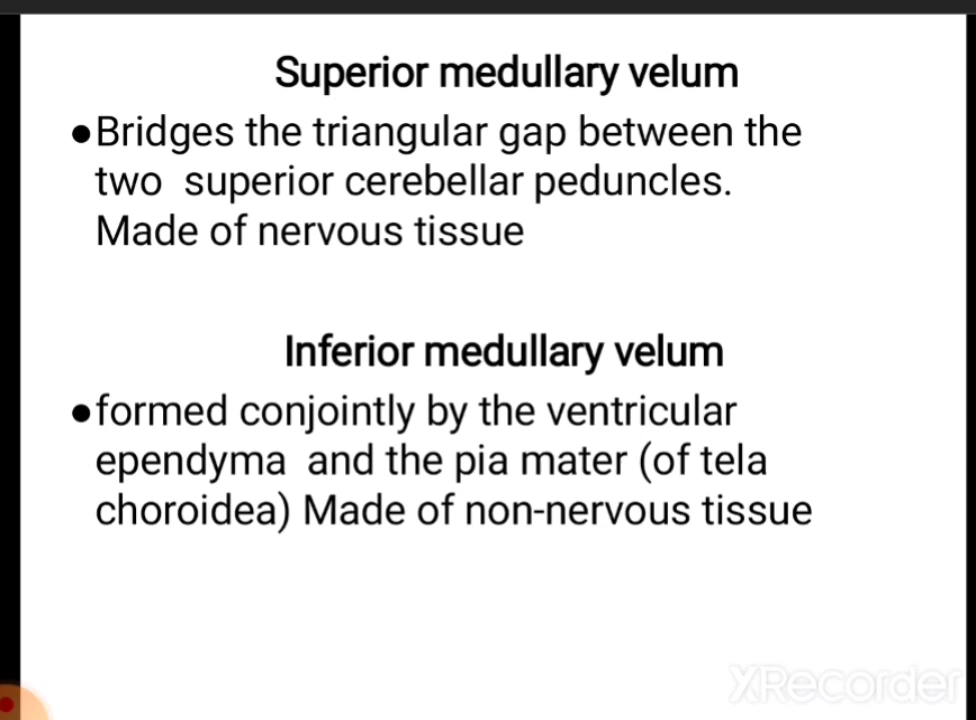 Superior medullary velum
●Bridges the triangular gap between the
two superior cerebellar peduncles.
Made of nervous tissue
Inferior medullary velum
●formed conjointly by the ventricular
ependyma and the pia mater (of tela
choroidea) Made of non-nervous tissue
XRecorder